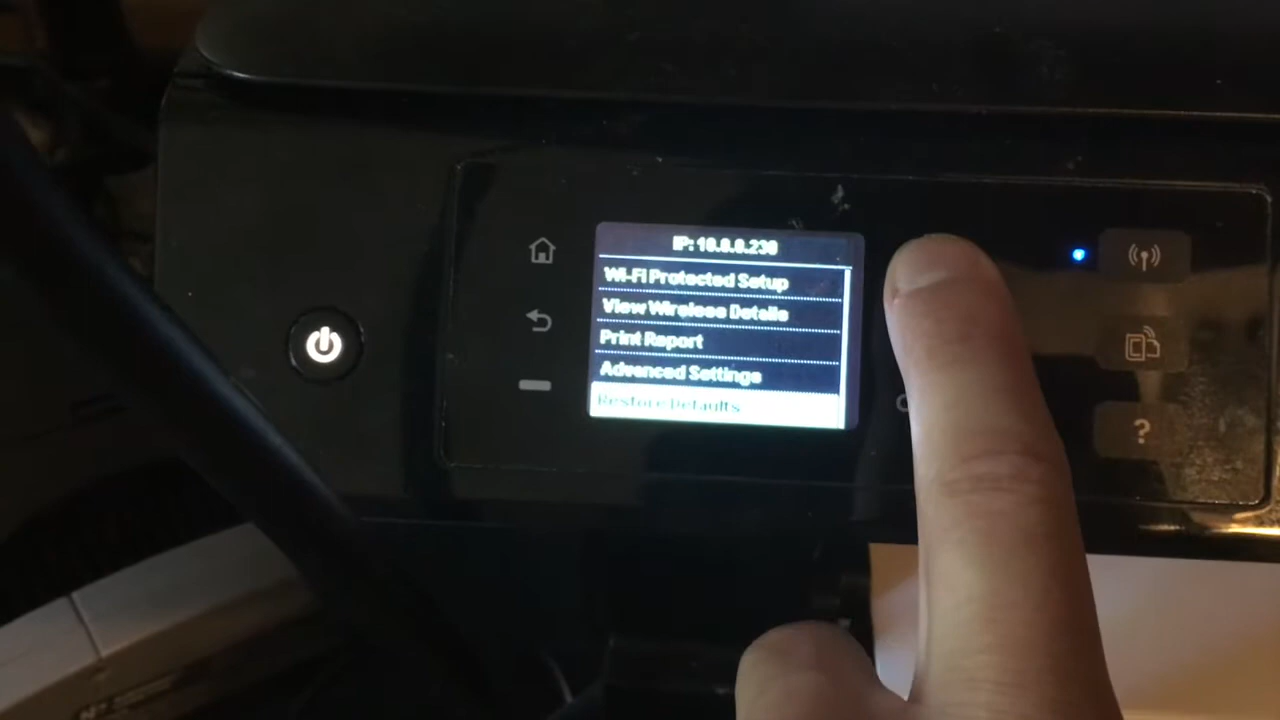 IP: 10.0.0.230
Wi-Fi Protected Setup
View Wireless Details
Print Report
Advanced Settings
Restore Defaults
?